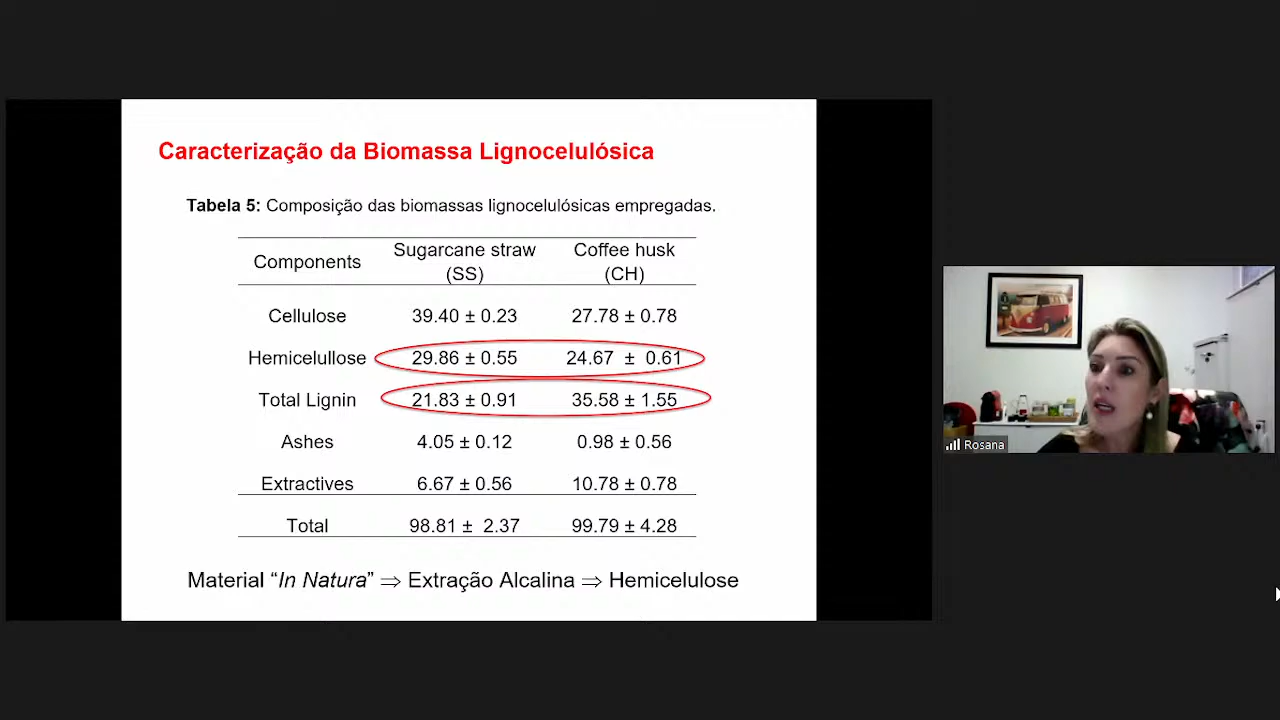 Caracterização da Biomassa Lignocelulósica
Tabela 5: Composição das biomassas lignocelulósicas empregadas.
Components Sugarcane straw (SS) Coffee husk (CH)
Cellulose 39.40 ± 0.23 27.78 ± 0.78
Hemicelullose 29.86 ± 0.55 24.67 ± 0.61
Total Lignin 21.83 ± 0.91 35.58 ± 1.55
Ashes 4.05 ± 0.12 0.98 ± 0.56
Extractives 6.67 ± 0.56 10.78 ± 0.78
Total 98.81 ± 2.37 99.79 ± 4.28
Material “In Natura” ⇒ Extração Alcalina ⇒ Hemicelulose
Rosana